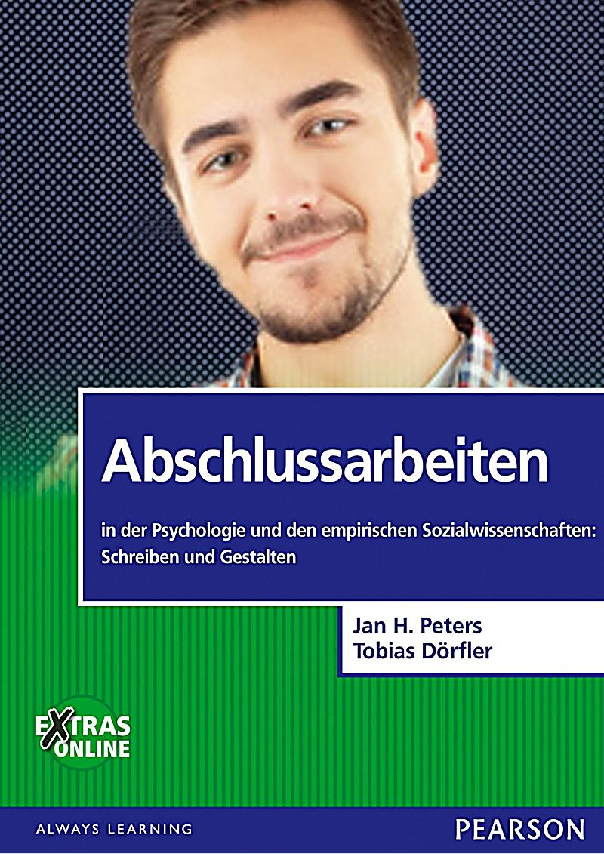 Abschlussarbeiten
in der Psychologie und den empirischen Sozialwissenschaften:
Schreiben und Gestalten
Jan H. Peters
Tobias Dörfler
EXTRAS
ONLINE
ALWAYS LEARNING
PEARSON